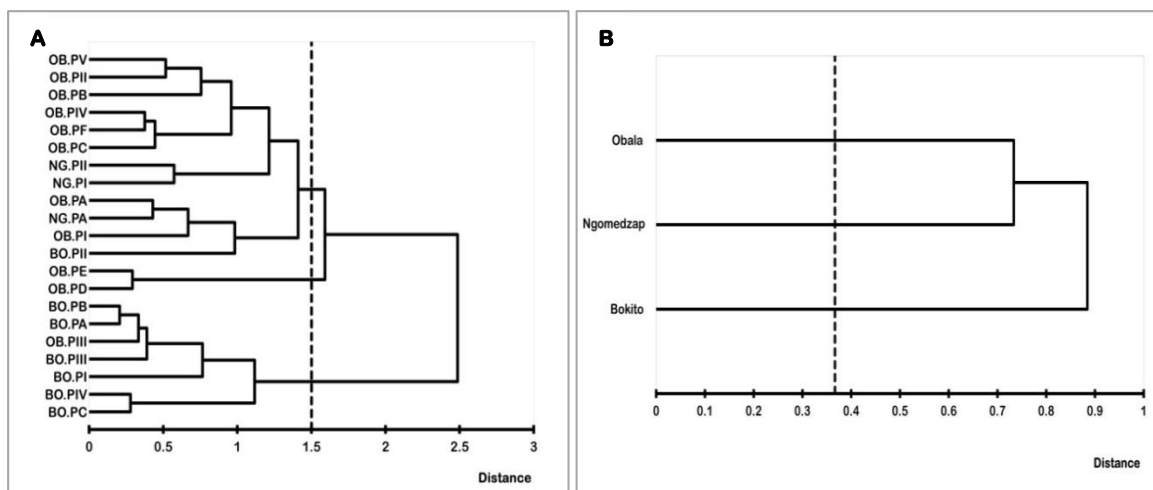 A
OB.PV
OB.PII
OB.PB
OB.PIV
OB.PF
OB.PC
NG.PII
NG.PI
OB.PA
NG.PA
OB.PI
BO.PII
OB.PE
OB.PD
BO.PB
BO.PA
OB.PIII
BO.PIII
BO.PI
BO.PIV
BO.PC
0 0.5 1 1.5 2 2.5 3
Distance
B
Obala
Ngomedzap
Bokito
0 0.1 0.2 0.3 0.4 0.5 0.6 0.7 0.8 0.9 1
Distance